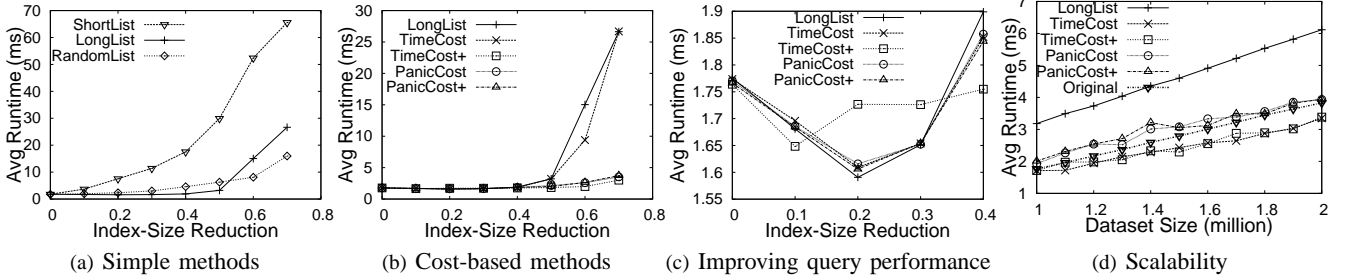 Avg Runtime (ms)
70
60
50
40
30
20
10
0
ShortList
LongList
RandomList
0 0.2 0.4 0.6 0.8
Index-Size Reduction
(a) Simple methods
Avg Runtime (ms)
30
25
20
15
10
5
0
LongList
TimeCost
TimeCost+
PanicCost
PanicCost+
0 0.2 0.4 0.6 0.8
Index-Size Reduction
(b) Cost-based methods
Avg Runtime (ms)
1.9
1.85
1.8
1.75
1.7
1.65
1.6
1.55
LongList
TimeCost
TimeCost+
PanicCost
PanicCost+
0 0.1 0.2 0.3 0.4
Index-Size Reduction
(c) Improving query performance
Avg Runtime (ms)
7
6
5
4
3
2
1
LongList
TimeCost
TimeCost+
PanicCost
PanicCost+
Original
1 1.2 1.4 1.6 1.8 2
Dataset Size (million)
(d) Scalability